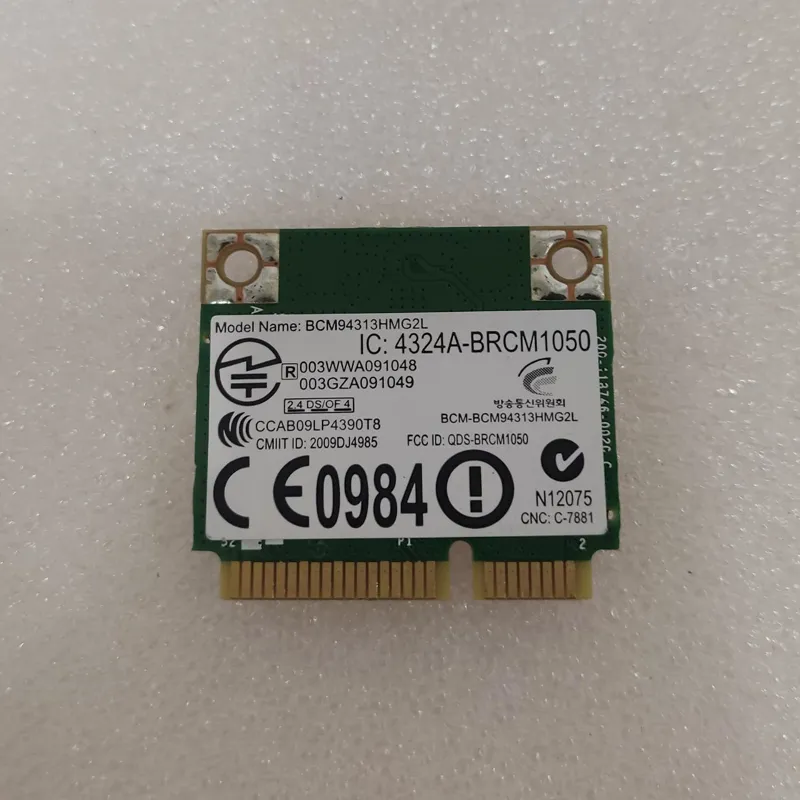 Model Name: BCM94313HMG2L
IC: 4324A-BRCM1050
R 003WWA091048
003GZA091049
2.4 DS/OF 4
방송통신위원회
BCM-BCM94313HMG2L
CCAB09LP4390T8
CMIIT ID: 2009DJ4985
FCC ID: QDS-BRCM1050
CE0984
N12075
CNC: C-7881
52
P1
2